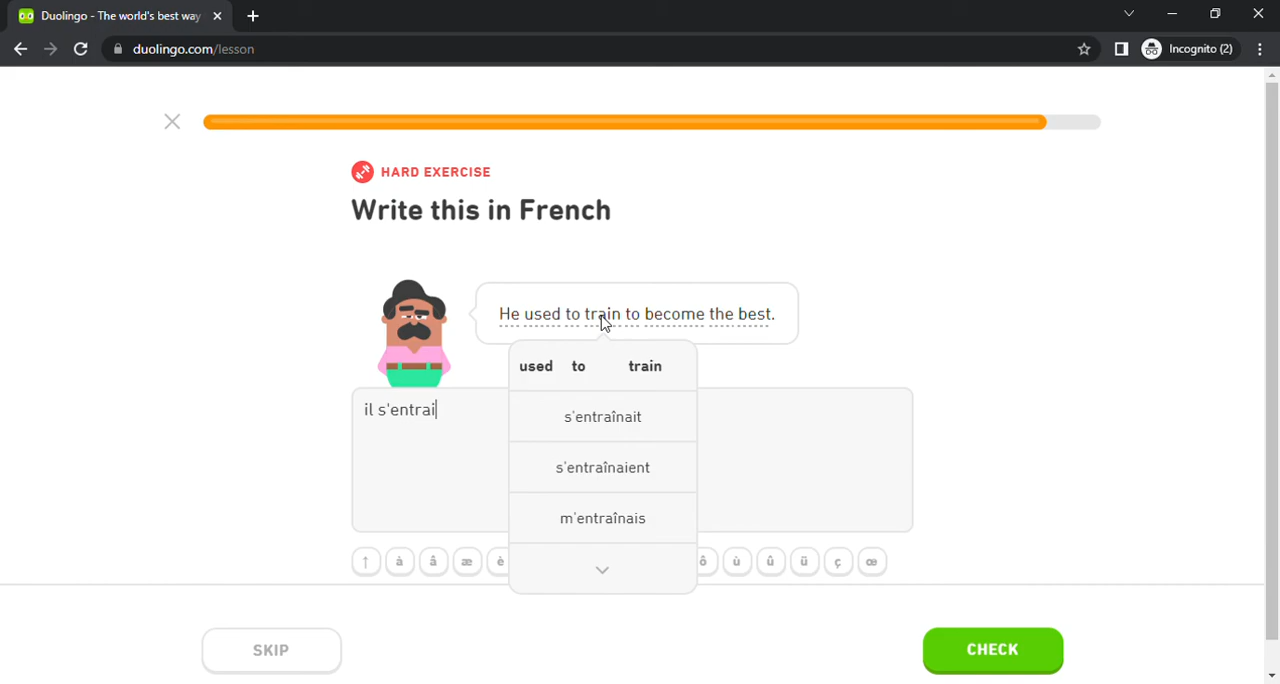 Duolingo - The world's best way
duolingo.com/lesson
Incognito (2)
HARD EXERCISE
Write this in French
He used to train to become the best.
used to train
il s'entrai
s'entraînait
s'entraînaient
m'entraînais
↑ à â æ è ô ù û ü ç œ
SKIP
CHECK